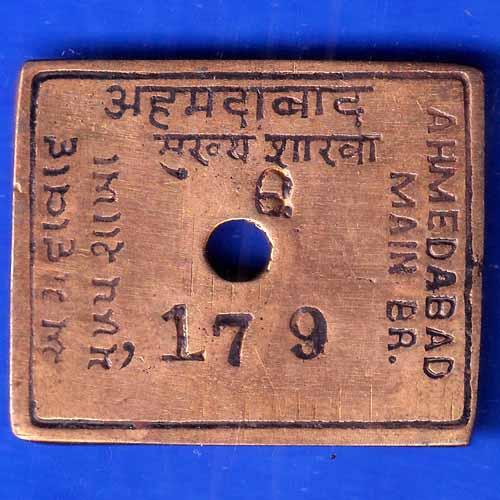 अहमदाबाद
मुख्य शाखा
અમદાવાદ
મુખ્ય શાખા
AHMEDABAD
MAIN BR.
G
179